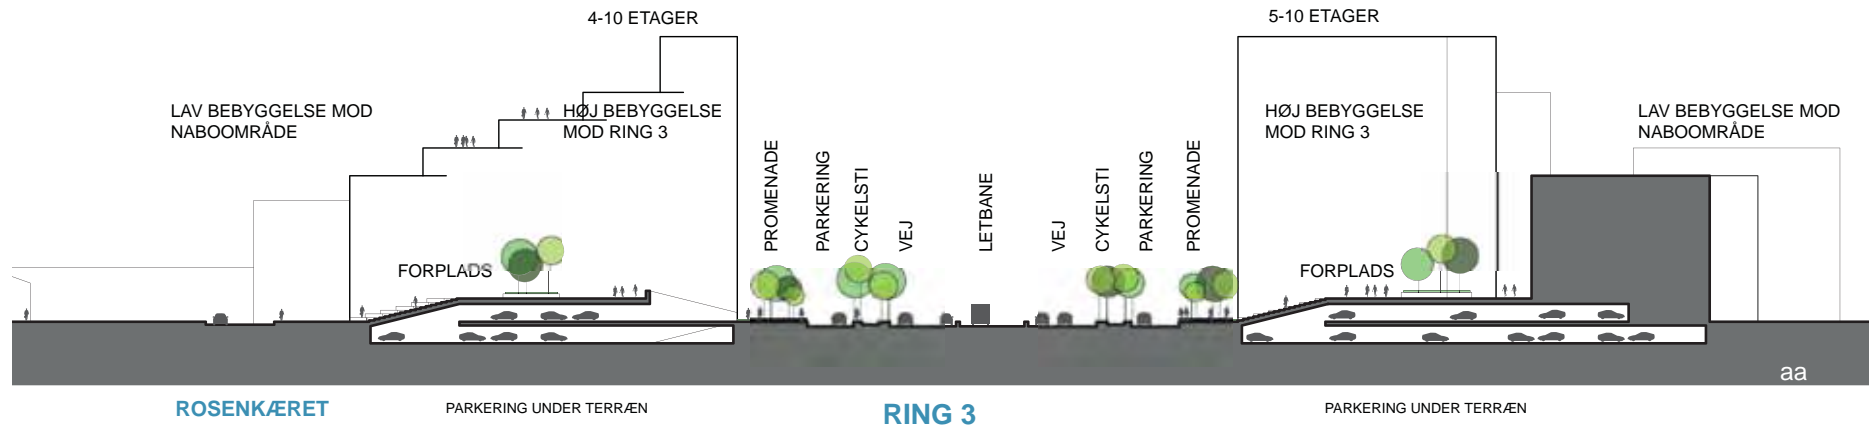 4-10 ETAGER
5-10 ETAGER
LAV BEBYGGELSE MOD
NABOOMRÅDE
HØJ BEBYGGELSE
MOD RING 3
HØJ BEBYGGELSE
MOD RING 3
LAV BEBYGGELSE MOD
NABOOMRÅDE
PROMENADE
PARKERING
CYKELSTI
VEJ
LETBANE
VEJ
CYKELSTI
PARKERING
PROMENADE
FORPLADS
FORPLADS
aa
ROSENKÆRET
PARKERING UNDER TERRÆN
RING 3
PARKERING UNDER TERRÆN